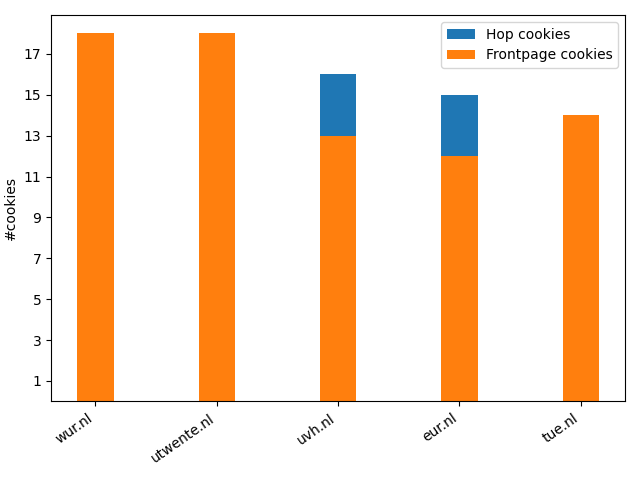 Hop cookies
Frontpage cookies
#cookies
17
15
13
11
9
7
5
3
1
wur.nl
utwente.nl
uvh.nl
eur.nl
tue.nl